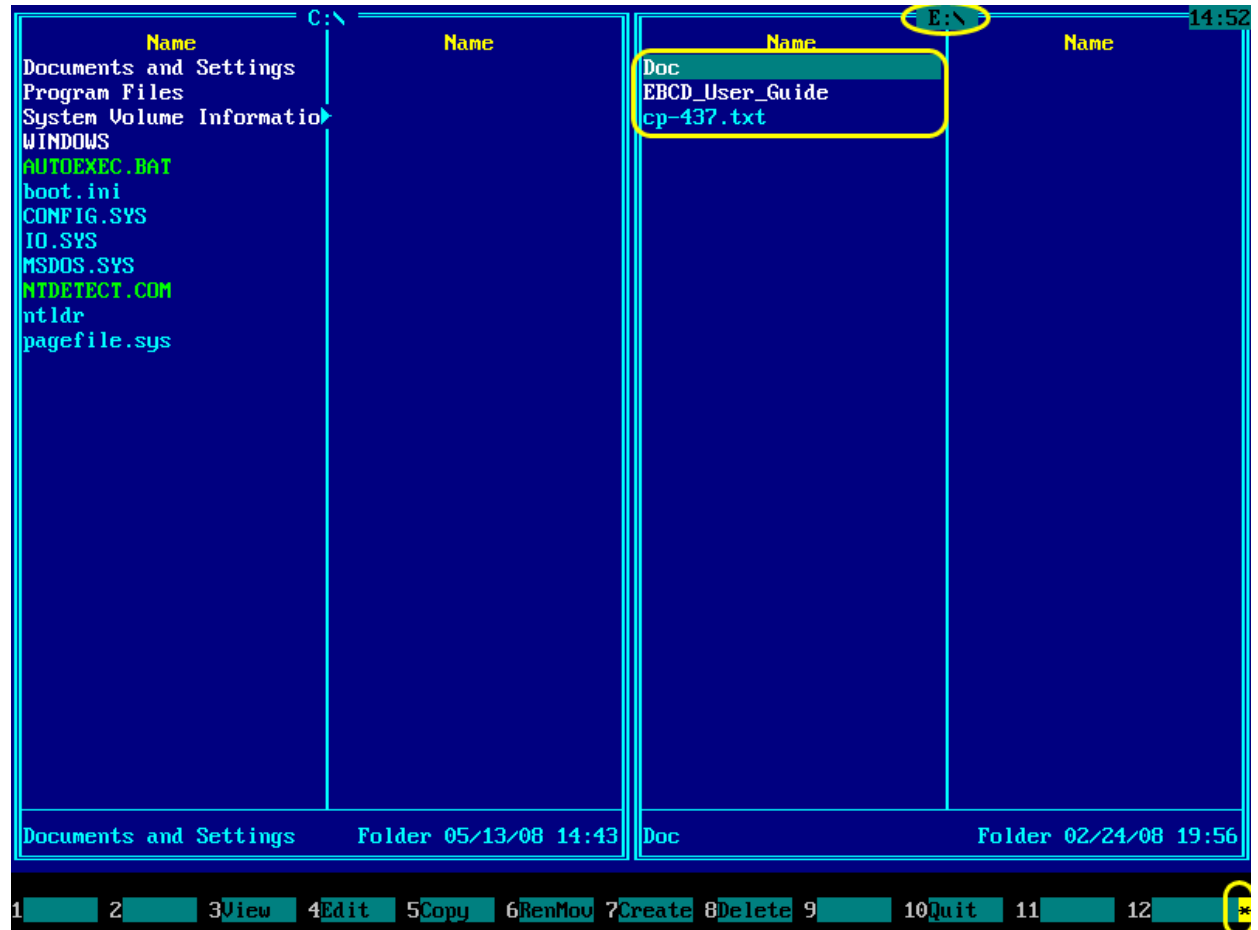 C:\
Name Name
Documents and Settings
Program Files
System Volume Informatio
WINDOWS
AUTOEXEC.BAT
boot.ini
CONFIG.SYS
IO.SYS
MSDOS.SYS
NTDETECT.COM
ntldr
pagefile.sys
Documents and Settings Folder 05/13/08 14:43
E:\ 14:52
Name Name
Doc
EBCD_User_Guide
cp-437.txt
Doc Folder 02/24/08 19:56
1 2 3View 4Edit 5Copy 6RenMov 7Create 8Delete 9 10Quit 11 12 *